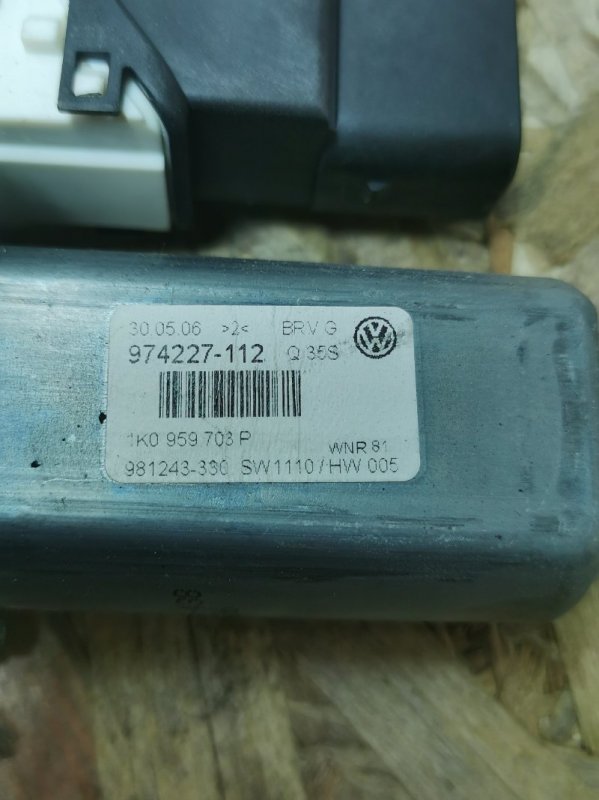 30.05.06 >2< BRV G
974227-112 Q 35S
1K0 959 703 P
WNR 81
981243-330 SW1110 / HW 005